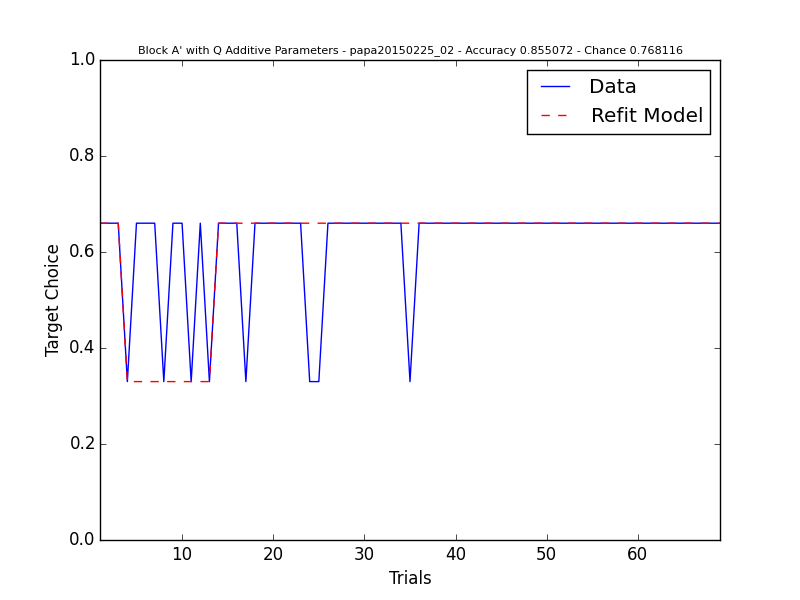 Block A' with Q Additive Parameters - papa20150225_02 - Accuracy 0.855072 - Chance 0.768116
1.0
0.8
0.6
0.4
0.2
0.0
Target Choice
Data
Refit Model
10 20 30 40 50 60
Trials